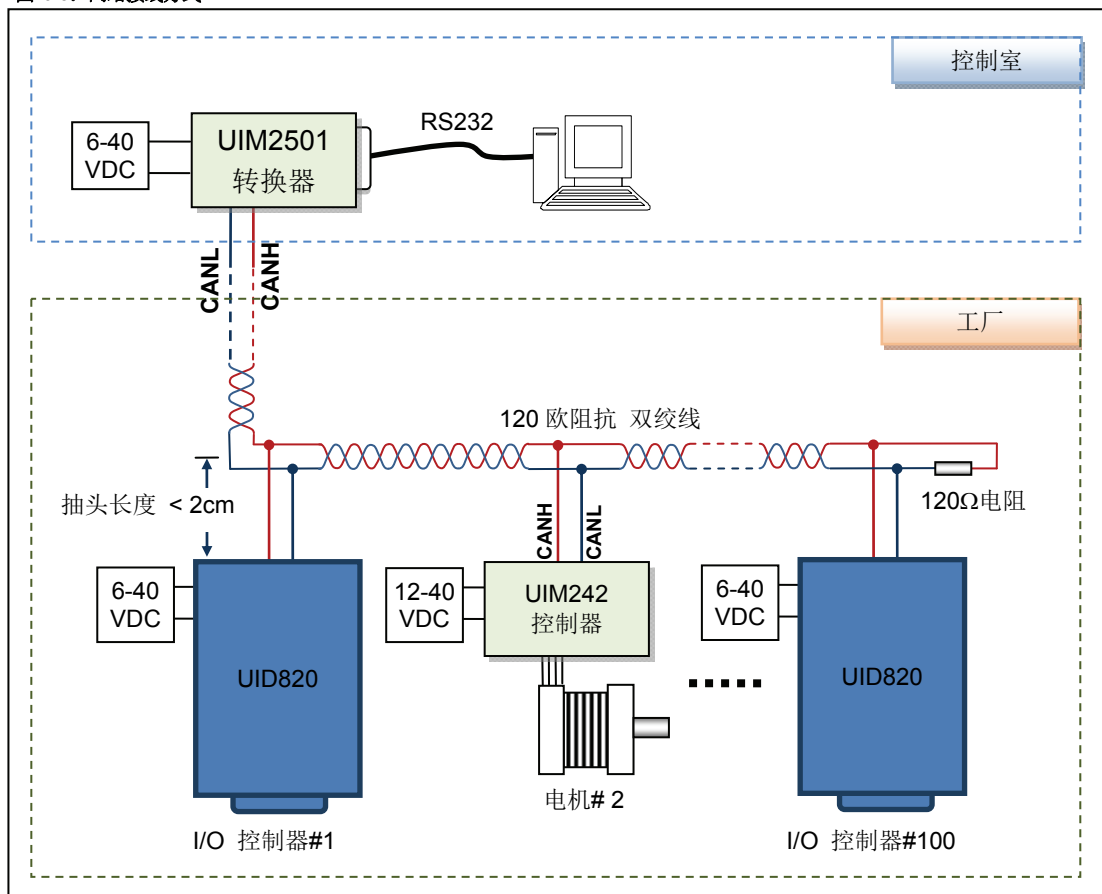 控制室
RS232
6-40
VDC
UIM2501
转换器
CANL
CANH
工厂
120 欧阻抗 双绞线
抽头长度 < 2cm
120Ω电阻
CANH
CANL
6-40
VDC
UID820
12-40
VDC
UIM242
控制器
6-40
VDC
UID820
电机# 2
I/O 控制器#1
I/O 控制器#100